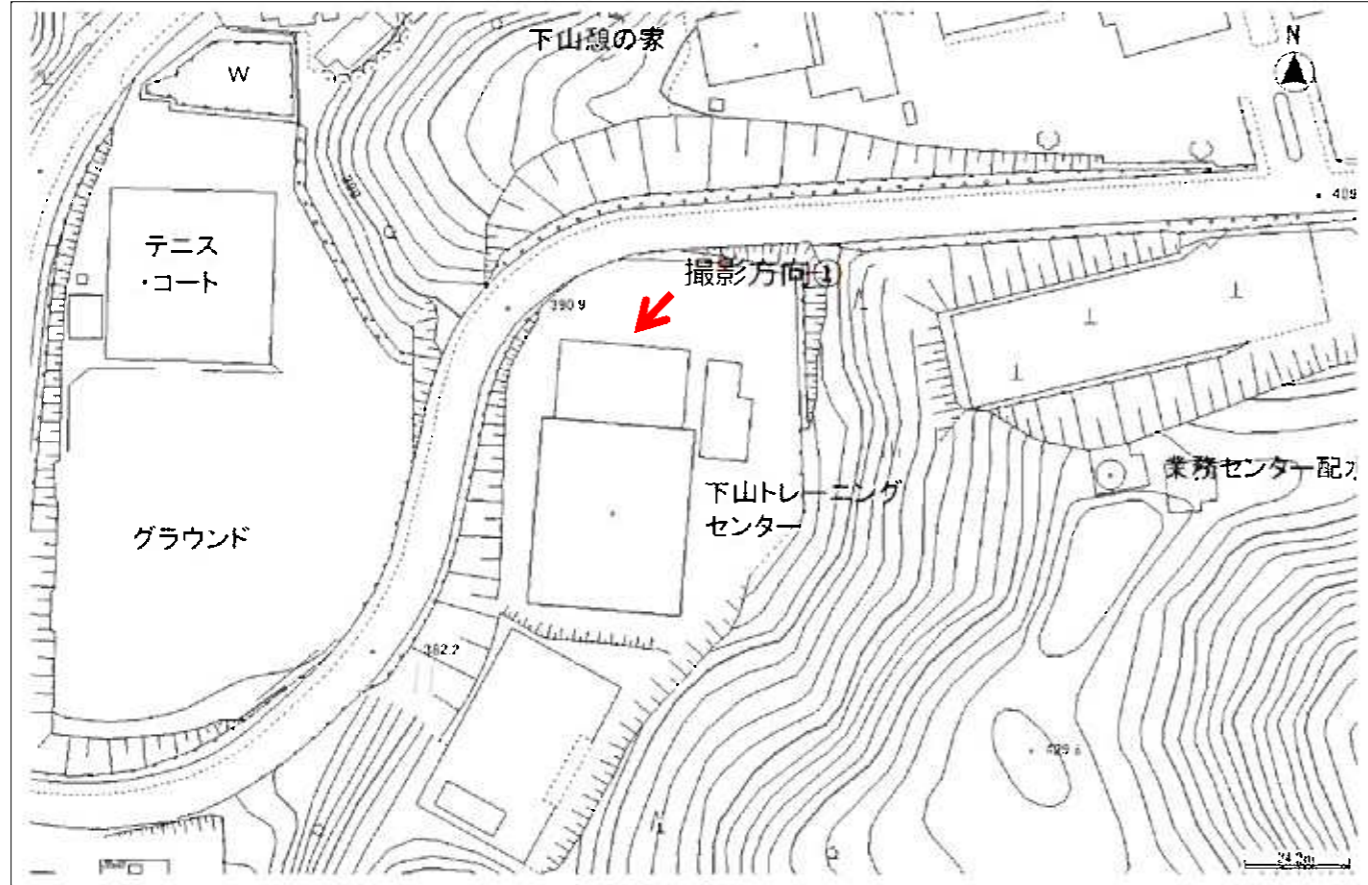 下山憩の家
N
W
409
テニス
・コート
撮影方向①
390.9
下山トレーニング
センター
業務センター配
グラウンド
382.2